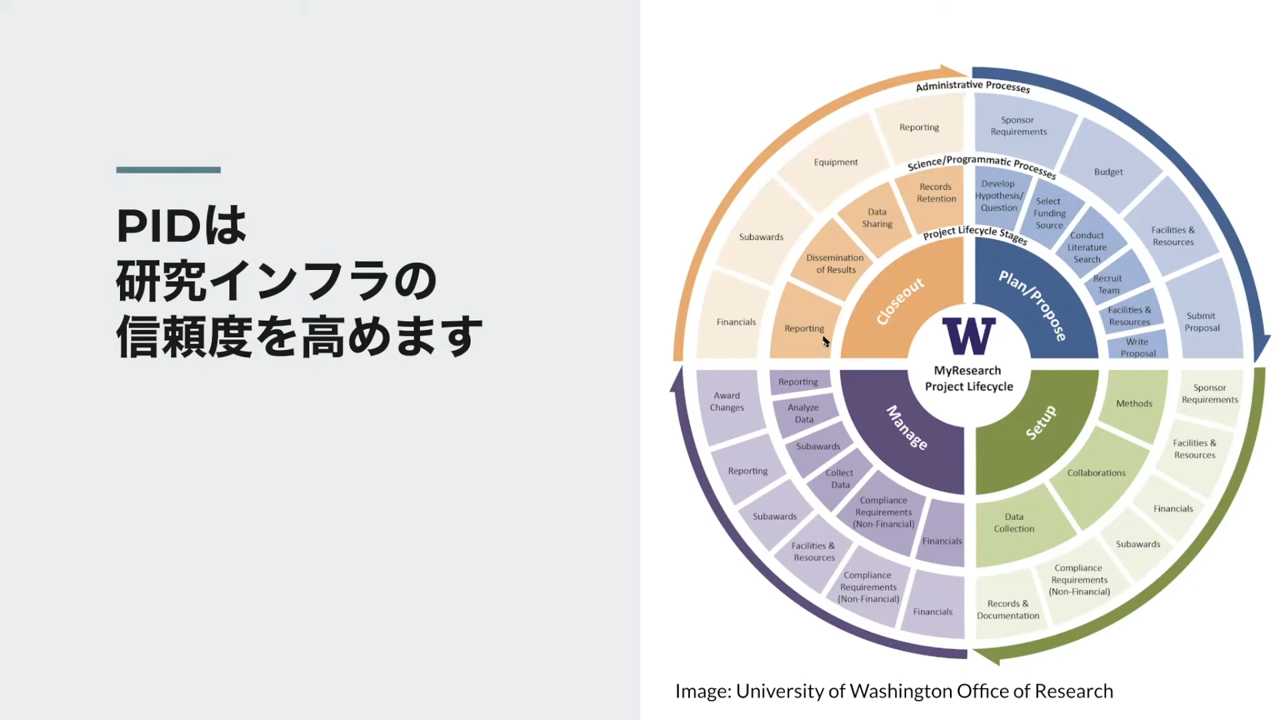 PIDは
研究インフラの
信頼度を高めます
Administrative Processes
Sponsor
Requirements
Budget
Facilities &
Resources
Submit
Proposal
Reporting
Equipment
Subawards
Financials
Science/Programmatic Processes
Develop
Hypothesis/
Question
Select
Funding
Source
Conduct
Literature
Search
Recruit
Team
Facilities &
Resources
Write
Proposal
Records
Retention
Data
Sharing
Dissemination
of Results
Reporting
Project Lifecycle Stages
Closeout
Plan/Propose
W
MyResearch
Project Lifecycle
Manage
Setup
Reporting
Analyze
Data
Subawards
Collect
Data
Compliance
Requirements
(Non-Financial)
Financials
Methods
Collaborations
Data
Collection
Award
Changes
Reporting
Subawards
Facilities &
Resources
Compliance
Requirements
(Non-Financial)
Financials
Sponsor
Requirements
Facilities &
Resources
Financials
Subawards
Compliance
Requirements
(Non-Financial)
Records &
Documentation
Image: University of Washington Office of Research